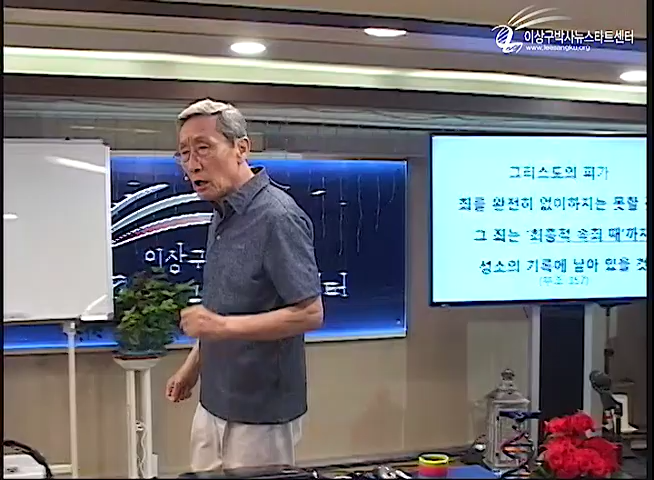 이상구박사뉴스타트센터
www.leesangku.org
그리스도의 피가
죄를 완전히 없이하지는 못할
그 죄는 '최종적 속죄 때'까지
성소의 기록에 남아 있을 것
이상구
터